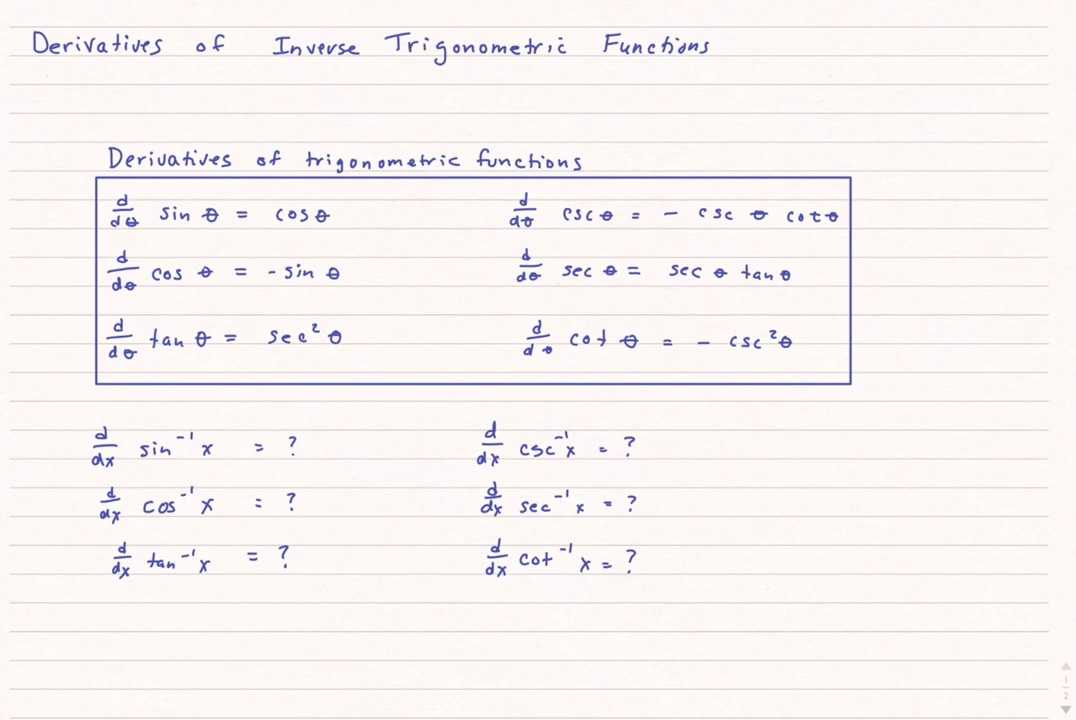 Derivatives of Inverse Trigonometric Functions
Derivatives of trigonometric functions
d/dθ sin θ = cos θ
d/dθ csc θ = - csc θ cot θ
d/dθ cos θ = - sin θ
d/dθ sec θ = sec θ tan θ
d/dθ tan θ = sec² θ
d/dθ cot θ = - csc² θ
d/dx sin⁻¹ x = ?
d/dx csc⁻¹ x = ?
d/dx cos⁻¹ x = ?
d/dx sec⁻¹ x = ?
d/dx tan⁻¹ x = ?
d/dx cot⁻¹ x = ?
1/2